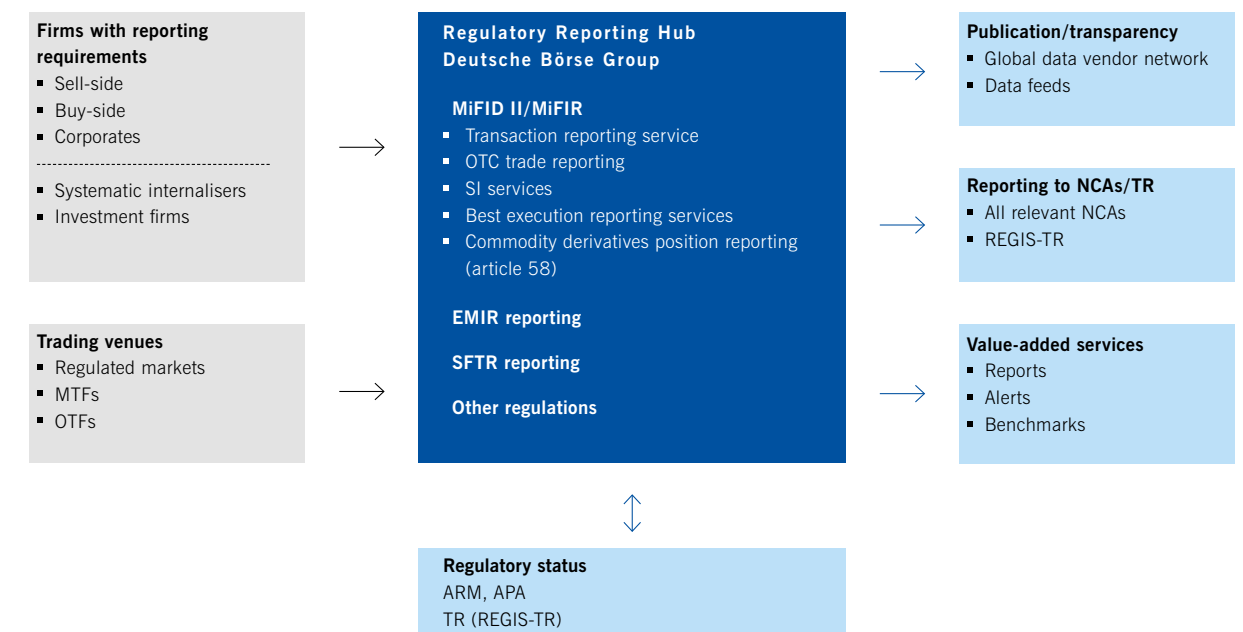 Firms with reporting
requirements
▪ Sell-side
▪ Buy-side
▪ Corporates
▪ Systematic internalisers
▪ Investment firms
Trading venues
▪ Regulated markets
▪ MTFs
▪ OTFs
Regulatory Reporting Hub
Deutsche Börse Group
MiFID II/MiFIR
▪ Transaction reporting service
▪ OTC trade reporting
▪ SI services
▪ Best execution reporting services
▪ Commodity derivatives position reporting
(article 58)
EMIR reporting
SFTR reporting
Other regulations
Publication/transparency
▪ Global data vendor network
▪ Data feeds
Reporting to NCAs/TR
▪ All relevant NCAs
▪ REGIS-TR
Value-added services
▪ Reports
▪ Alerts
▪ Benchmarks
Regulatory status
ARM, APA
TR (REGIS-TR)